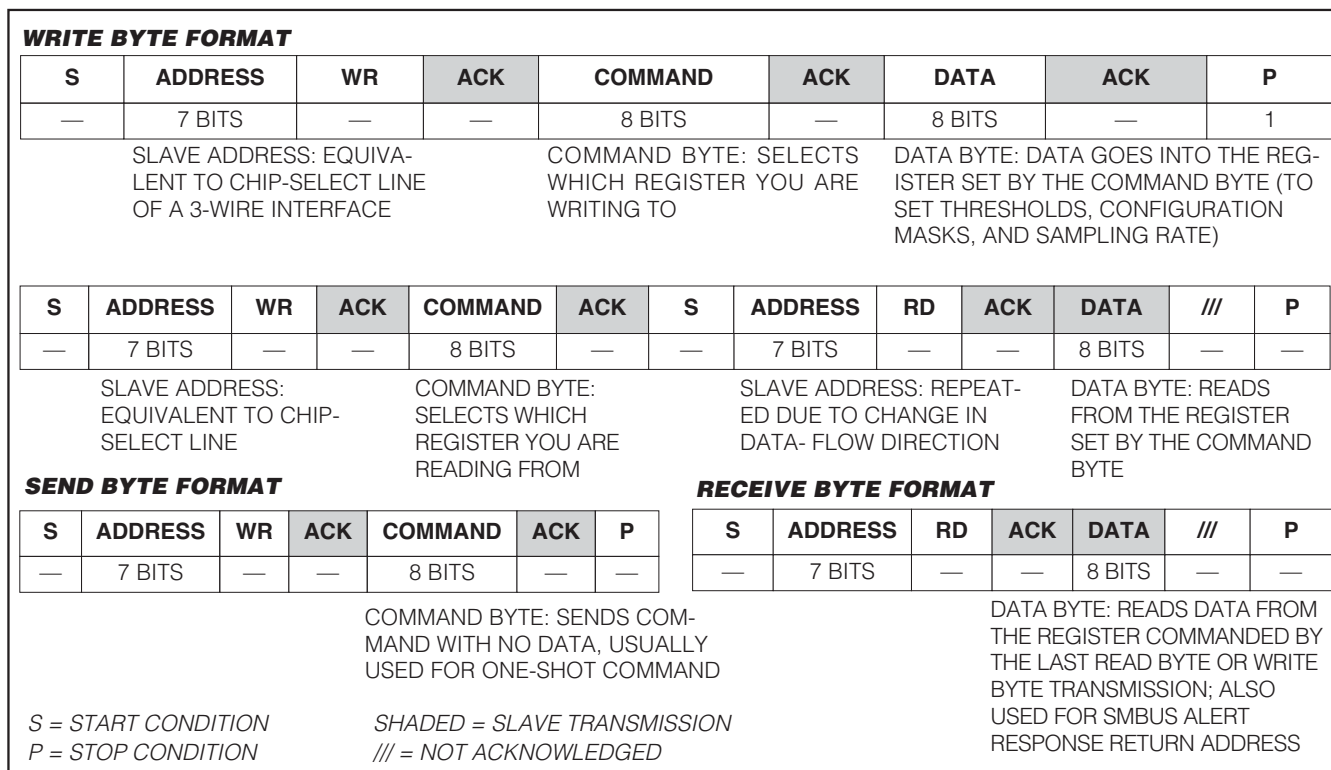 WRITE BYTE FORMAT
S ADDRESS WR ACK COMMAND ACK DATA ACK P
— 7 BITS — — 8 BITS — 8 BITS — 1
SLAVE ADDRESS: EQUIVA-
LENT TO CHIP-SELECT LINE
OF A 3-WIRE INTERFACE
COMMAND BYTE: SELECTS
WHICH REGISTER YOU ARE
WRITING TO
DATA BYTE: DATA GOES INTO THE REG-
ISTER SET BY THE COMMAND BYTE (TO
SET THRESHOLDS, CONFIGURATION
MASKS, AND SAMPLING RATE)
S ADDRESS WR ACK COMMAND ACK S ADDRESS RD ACK DATA /// P
— 7 BITS — — 8 BITS — — 7 BITS — — 8 BITS — —
SLAVE ADDRESS:
EQUIVALENT TO CHIP-
SELECT LINE
COMMAND BYTE:
SELECTS WHICH
REGISTER YOU ARE
READING FROM
SLAVE ADDRESS: REPEAT-
ED DUE TO CHANGE IN
DATA- FLOW DIRECTION
DATA BYTE: READS
FROM THE REGISTER
SET BY THE COMMAND
BYTE
SEND BYTE FORMAT
S ADDRESS WR ACK COMMAND ACK P
— 7 BITS — — 8 BITS — —
COMMAND BYTE: SENDS COM-
MAND WITH NO DATA, USUALLY
USED FOR ONE-SHOT COMMAND
RECEIVE BYTE FORMAT
S ADDRESS RD ACK DATA /// P
— 7 BITS — — 8 BITS — —
DATA BYTE: READS DATA FROM
THE REGISTER COMMANDED BY
THE LAST READ BYTE OR WRITE
BYTE TRANSMISSION; ALSO
USED FOR SMBUS ALERT
RESPONSE RETURN ADDRESS
S = START CONDITION
P = STOP CONDITION
SHADED = SLAVE TRANSMISSION
/// = NOT ACKNOWLEDGED